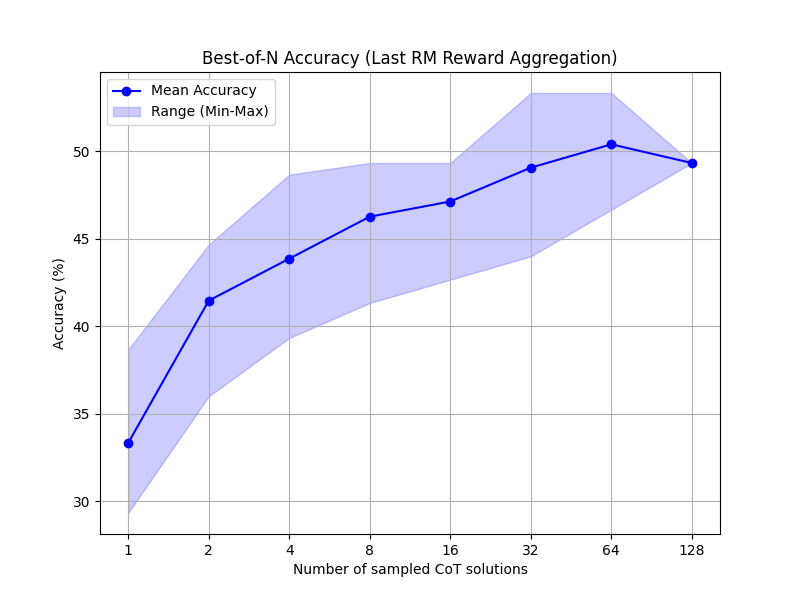 Best-of-N Accuracy (Last RM Reward Aggregation)
Mean Accuracy
Range (Min-Max)
Accuracy (%)
50
45
40
35
30
1 2 4 8 16 32 64 128
Number of sampled CoT solutions